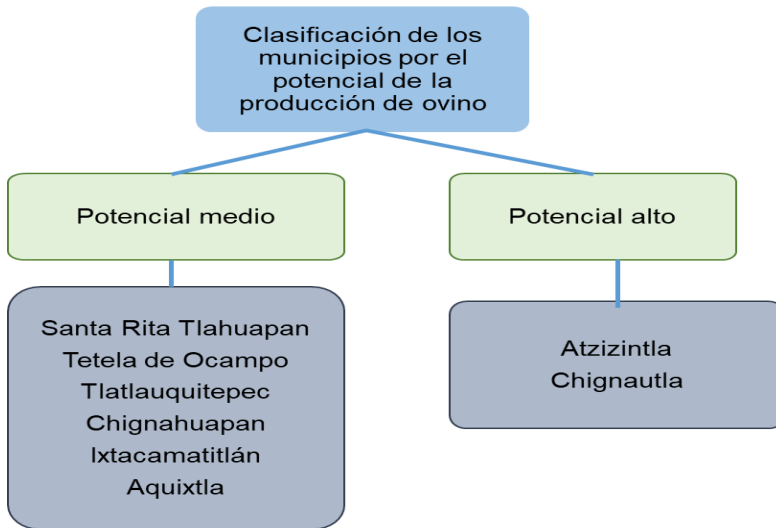 Clasificación de los
municipios por el
potencial de la
producción de ovino
Potencial medio
Potencial alto
Santa Rita Tlahuapan
Tetela de Ocampo
Tlatlauquitepec
Chignahuapan
Ixtacamatitlán
Aquixtla
Atzizintla
Chignautla